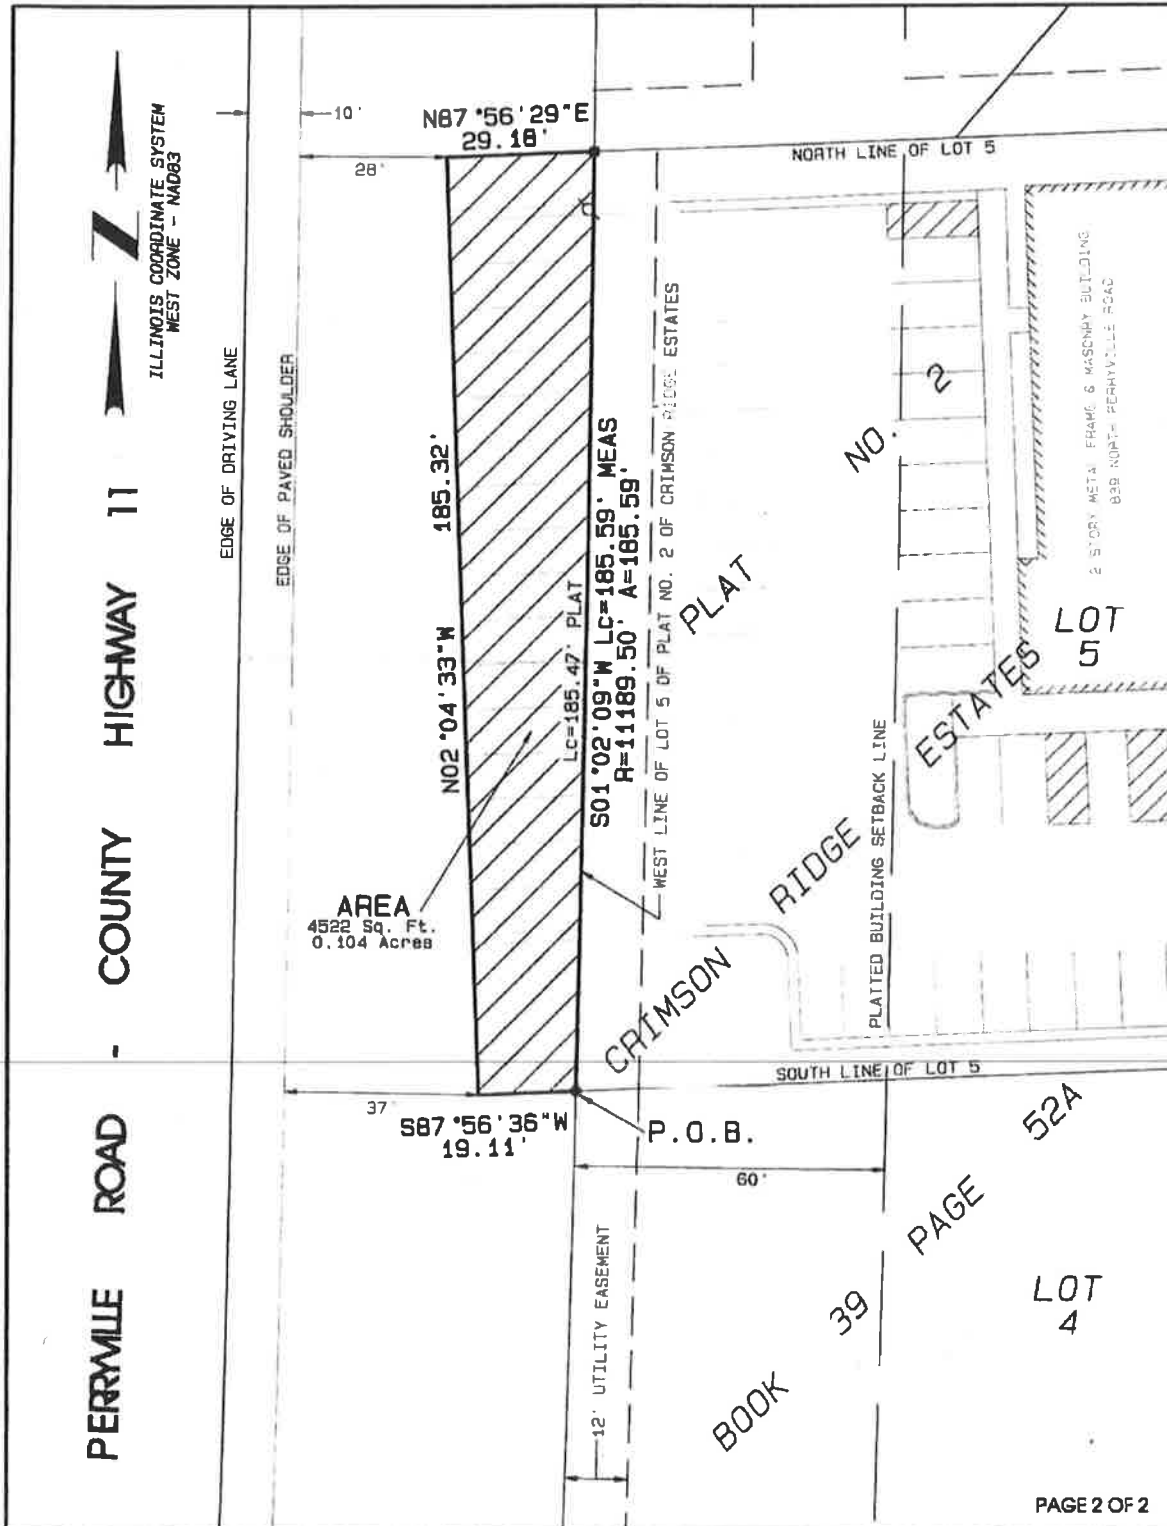 ILLINOIS COORDINATE SYSTEM
WEST ZONE - NAD83
10'
N87°56'29"E
29.18'
28'
NORTH LINE OF LOT 5
EDGE OF DRIVING LANE
EDGE OF PAVED SHOULDER
N02°04'33"W 185.32'
Lc=185.47' PLAT
S01°02'09"W Lc=185.59' MEAS
R=11189.50' A=185.59'
WEST LINE OF LOT 5 OF PLAT NO. 2 OF CRIMSON RIDGE ESTATES
2 STORY METAL FRAME & MASONRY BUILDING
839 NORTH PERRYVILLE ROAD
LOT
5
PLAT NO. 2
CRIMSON RIDGE ESTATES
PLATTED BUILDING SETBACK LINE
AREA
4522 Sq. Ft.
0.104 Acres
SOUTH LINE OF LOT 5
37'
S87°56'36"W
19.11'
P.O.B.
60'
12' UTILITY EASEMENT
BOOK 39 PAGE 52A
LOT
4
PERRYVILLE ROAD - COUNTY HIGHWAY 11
PAGE 2 OF 2